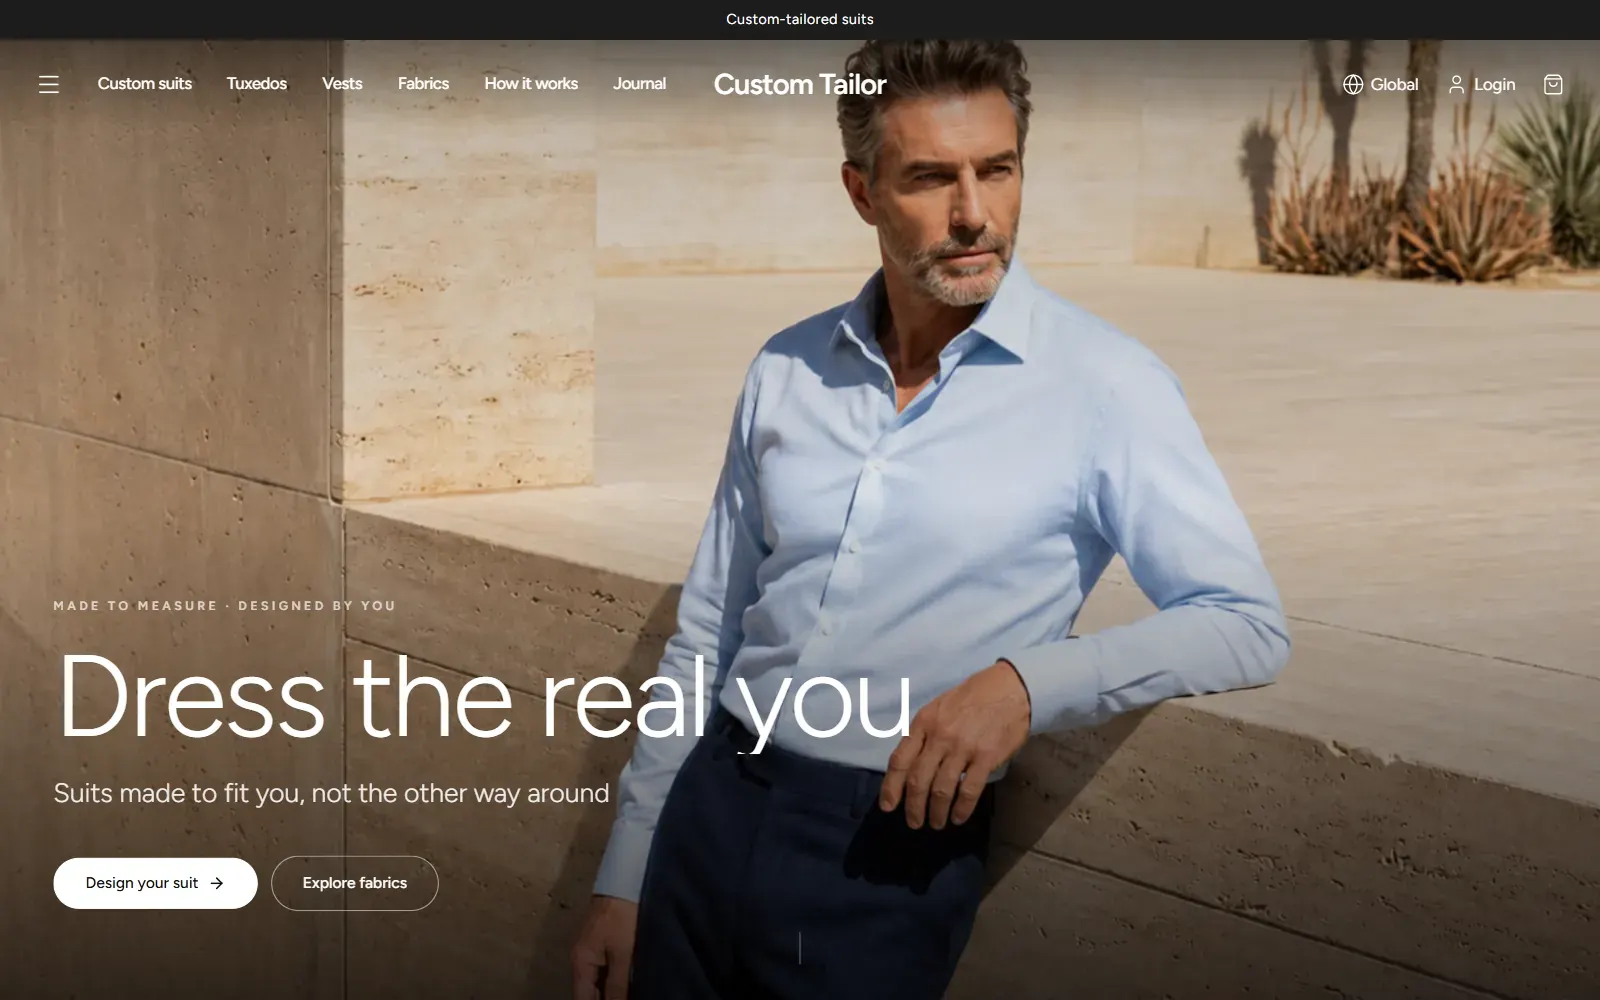 Custom-tailored suits
Custom suits Tuxedos Vests Fabrics How it works Journal Custom Tailor Global Login
MADE TO MEASURE · DESIGNED BY YOU
Dress the real you
Suits made to fit you, not the other way around
Design your suit → Explore fabrics